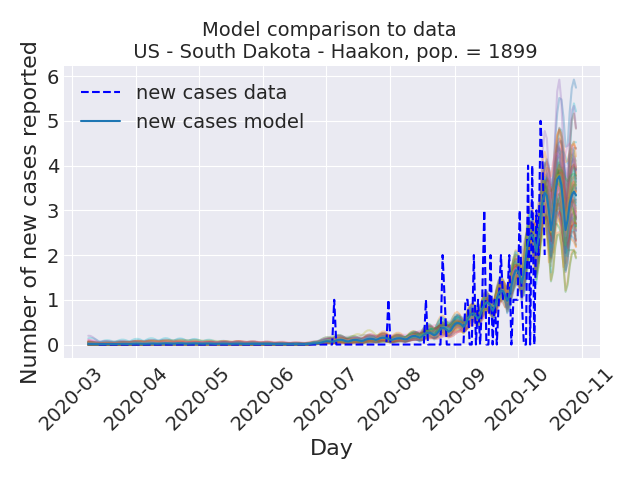 Model comparison to data
US - South Dakota - Haakon, pop. = 1899
Number of new cases reported
6
5
4
3
2
1
0
new cases data
new cases model
2020-03
2020-04
2020-05
2020-06
2020-07
2020-08
2020-09
2020-10
2020-11
Day